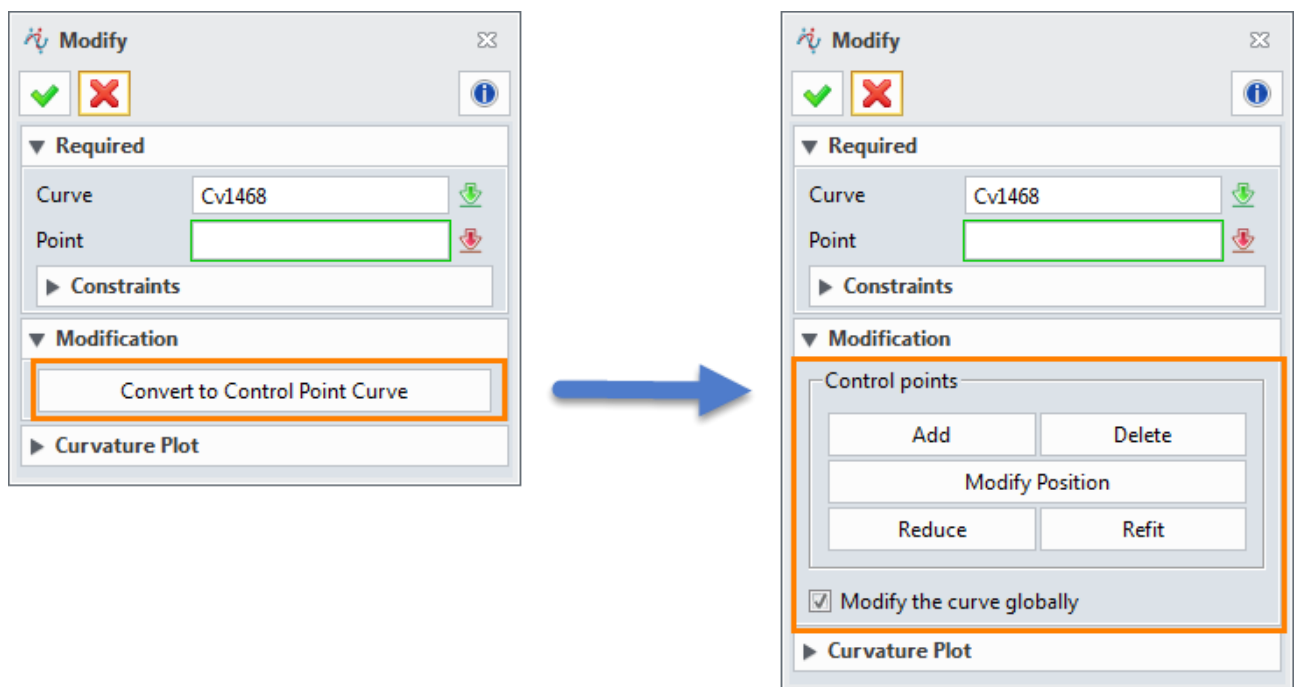 Modify
Required
Curve
Cv1468
Point
Constraints
Modification
Convert to Control Point Curve
Curvature Plot
Modify
Required
Curve
Cv1468
Point
Constraints
Modification
Control points
Add
Delete
Modify Position
Reduce
Refit
Modify the curve globally
Curvature Plot